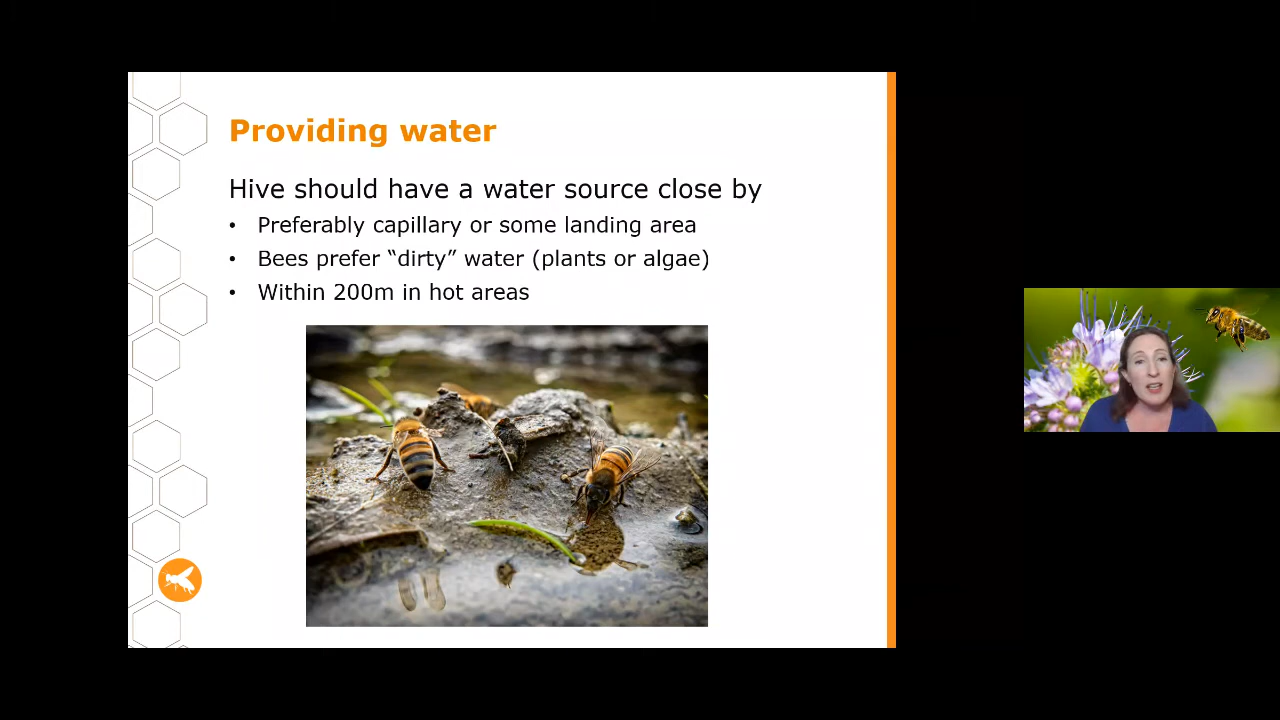 Providing water
Hive should have a water source close by
• Preferably capillary or some landing area
• Bees prefer “dirty” water (plants or algae)
• Within 200m in hot areas